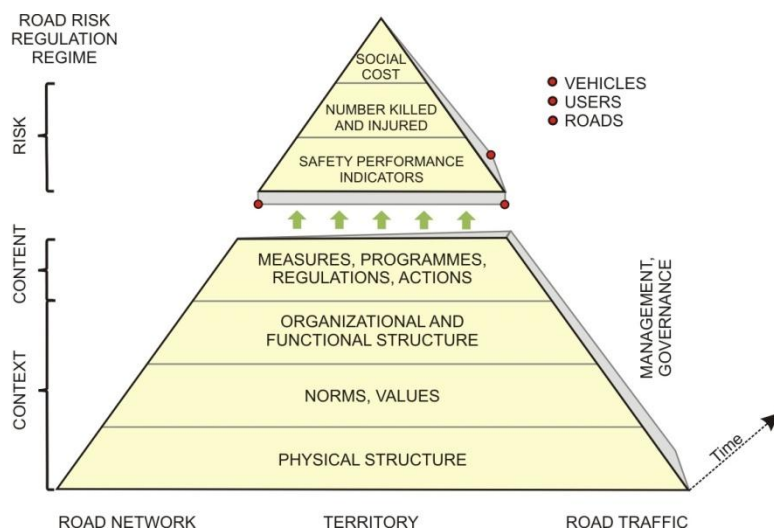 ROAD RISK
REGULATION
REGIME
SOCIAL
COST
NUMBER KILLED
AND INJURED
SAFETY PERFORMANCE
INDICATORS
VEHICLES
USERS
ROADS
RISK
MEASURES, PROGRAMMES,
REGULATIONS, ACTIONS
ORGANIZATIONAL AND
FUNCTIONAL STRUCTURE
NORMS, VALUES
PHYSICAL STRUCTURE
CONTENT
CONTEXT
MANAGEMENT,
GOVERNANCE
Time
ROAD NETWORK
TERRITORY
ROAD TRAFFIC